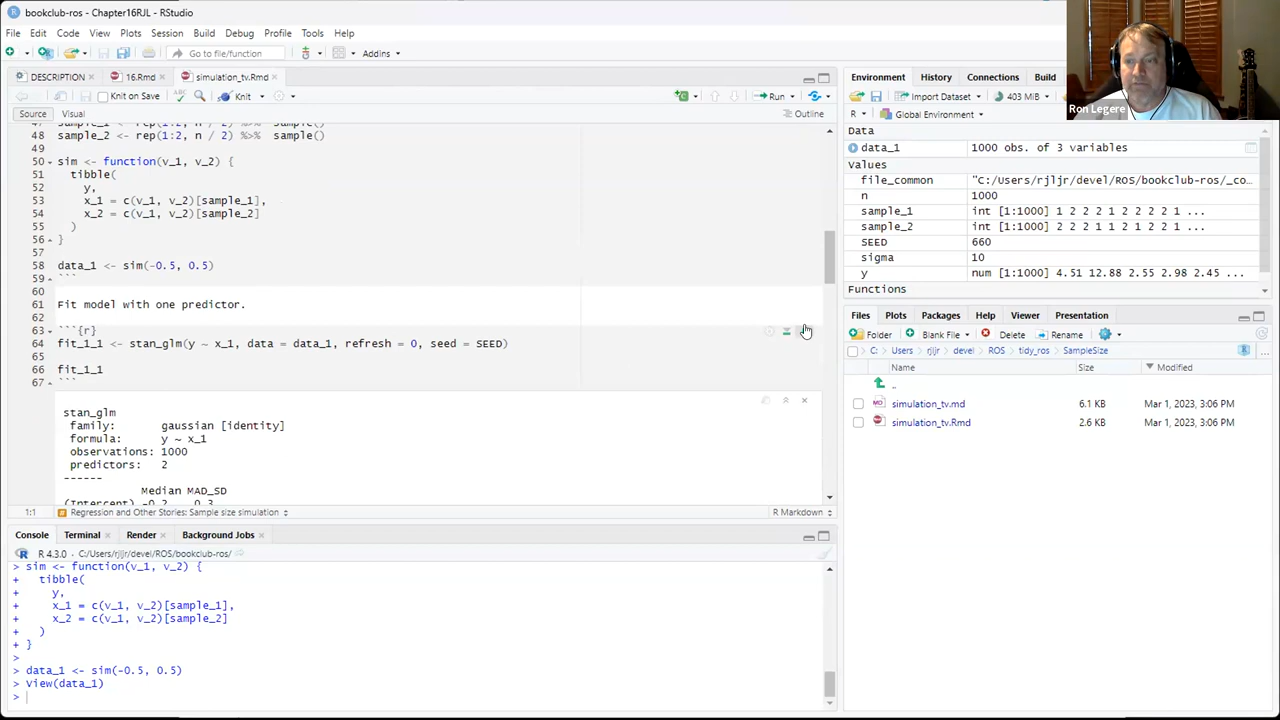 bookclub-ros - Chapter16RJL - RStudio
File Edit Code View Plots Session Build Debug Profile Tools Help
Go to file/function Addins
DESCRIPTION 16.Rmd simulation_tv.Rmd
Knit on Save Knit Run
Source Visual Outline
47 sample_1 <- rep(1:2, n / 2) %>% sample()
48 sample_2 <- rep(1:2, n / 2) %>% sample()
49
50 sim <- function(v_1, v_2) {
51 tibble(
52 y,
53 x_1 = c(v_1, v_2)[sample_1],
54 x_2 = c(v_1, v_2)[sample_2]
55 )
56 }
57
58 data_1 <- sim(-0.5, 0.5)
59 ```
60
61 Fit model with one predictor.
62
63 ```{r}
64 fit_1_1 <- stan_glm(y ~ x_1, data = data_1, refresh = 0, seed = SEED)
65
66 fit_1_1
67 ```
stan_glm
family: gaussian [identity]
formula: y ~ x_1
observations: 1000
predictors: 2
------
Median MAD_SD
(Intercept) -0.2 0.3
1:1 Regression and Other Stories: Sample size simulation R Markdown
Console Terminal Render Background Jobs
R 4.3.0 · C:/Users/rjljr/devel/ROS/bookclub-ros/
> sim <- function(v_1, v_2) {
+ tibble(
+ y,
+ x_1 = c(v_1, v_2)[sample_1],
+ x_2 = c(v_1, v_2)[sample_2]
+ )
+ }
>
> data_1 <- sim(-0.5, 0.5)
> View(data_1)
>
Ron Legere
Environment History Connections Build
Import Dataset 403 MiB
R Global Environment
Data
data_1 1000 obs. of 3 variables
values
file_common "C:/Users/rjljr/devel/ROS/bookclub-ros/_co...
n 1000
sample_1 int [1:1000] 1 2 2 2 1 2 2 2 2 1 ...
sample_2 int [1:1000] 2 2 2 1 1 2 1 2 2 1 ...
SEED 660
sigma 10
y num [1:1000] 4.51 12.88 2.55 2.98 2.45 ...
Functions
Files Plots Packages Help Viewer Presentation
Folder Blank File Delete Rename
C: Users rjljr devel ROS tidy_ros SampleSize
Name Size Modified
..
simulation_tv.md 6.1 KB Mar 1, 2023, 3:06 PM
simulation_tv.Rmd 2.6 KB Mar 1, 2023, 3:06 PM